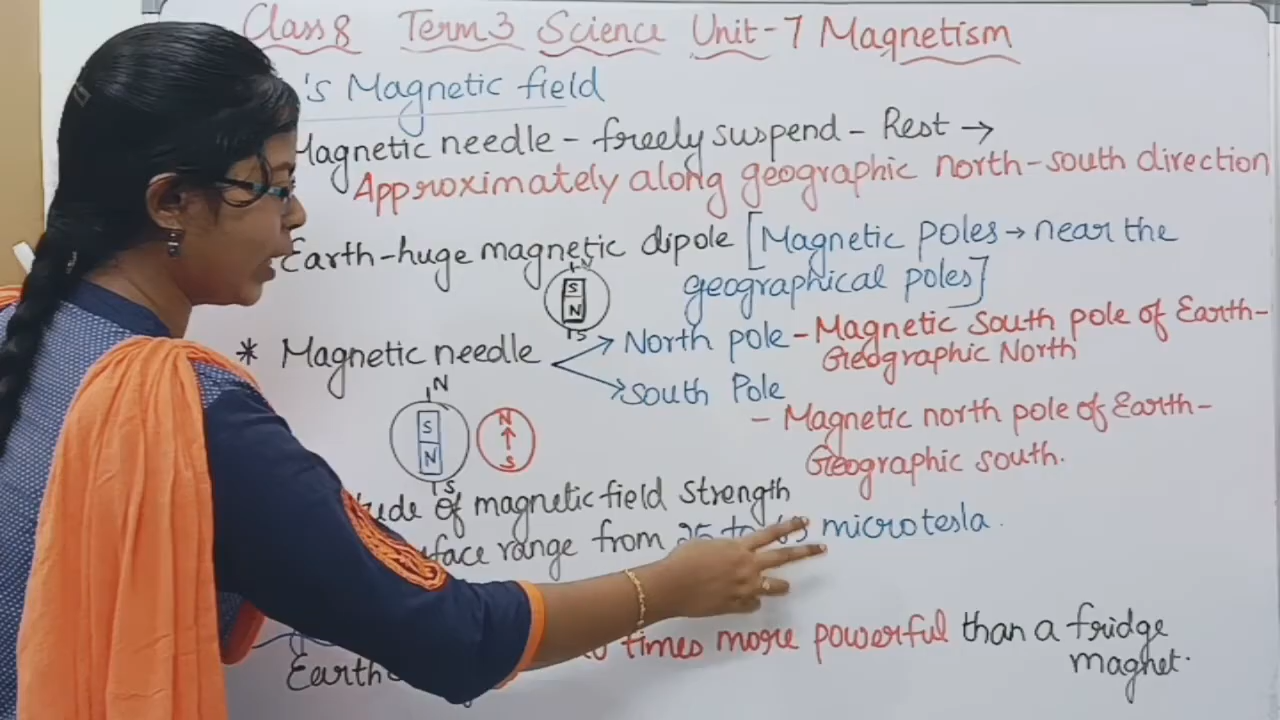 Class 8 Term 3 Science Unit-7 Magnetism
's Magnetic field
Magnetic needle - freely suspend - Rest →
Approximately along geographic north-south direction
Earth-huge magnetic dipole [Magnetic poles → near the
geographical poles]
N
S
N
S
* Magnetic needle
North pole - Magnetic south pole of Earth-
Geographic North
South Pole
- Magnetic north pole of Earth-
Geographic south.
N
S
N
S
N
S
of magnetic field strength
range from 25 to microtesla.
Earth
times more powerful than a fridge
magnet.